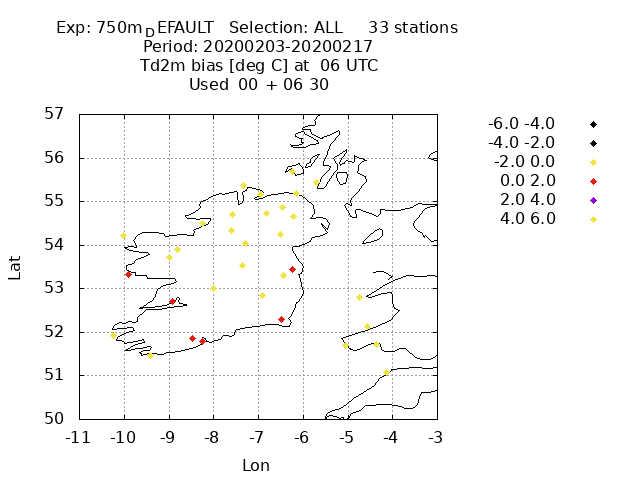 Exp: 750mDEFAULT Selection: ALL 33 stations
Period: 20200203-20200217
Td2m bias [deg C] at 06 UTC
Used 00 + 06 30
57
56
55
54
53
52
51
50
-11 -10 -9 -8 -7 -6 -5 -4 -3
Lat
Lon
-6.0 -4.0
-4.0 -2.0
-2.0 0.0
0.0 2.0
2.0 4.0
4.0 6.0